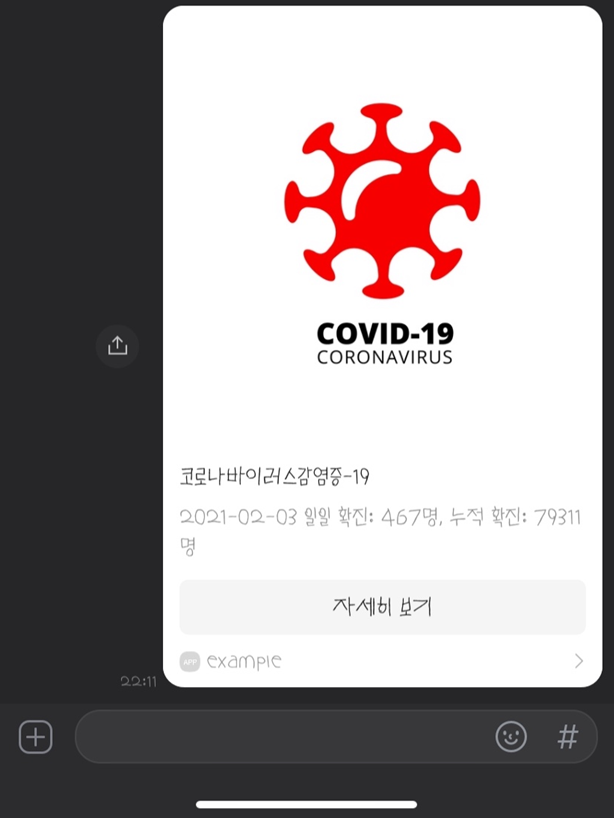 COVID-19
CORONAVIRUS
코로나바이러스감염증-19
2021-02-03 일일 확진: 467명, 누적 확진: 79311
명
자세히 보기
APP example
22:11
#